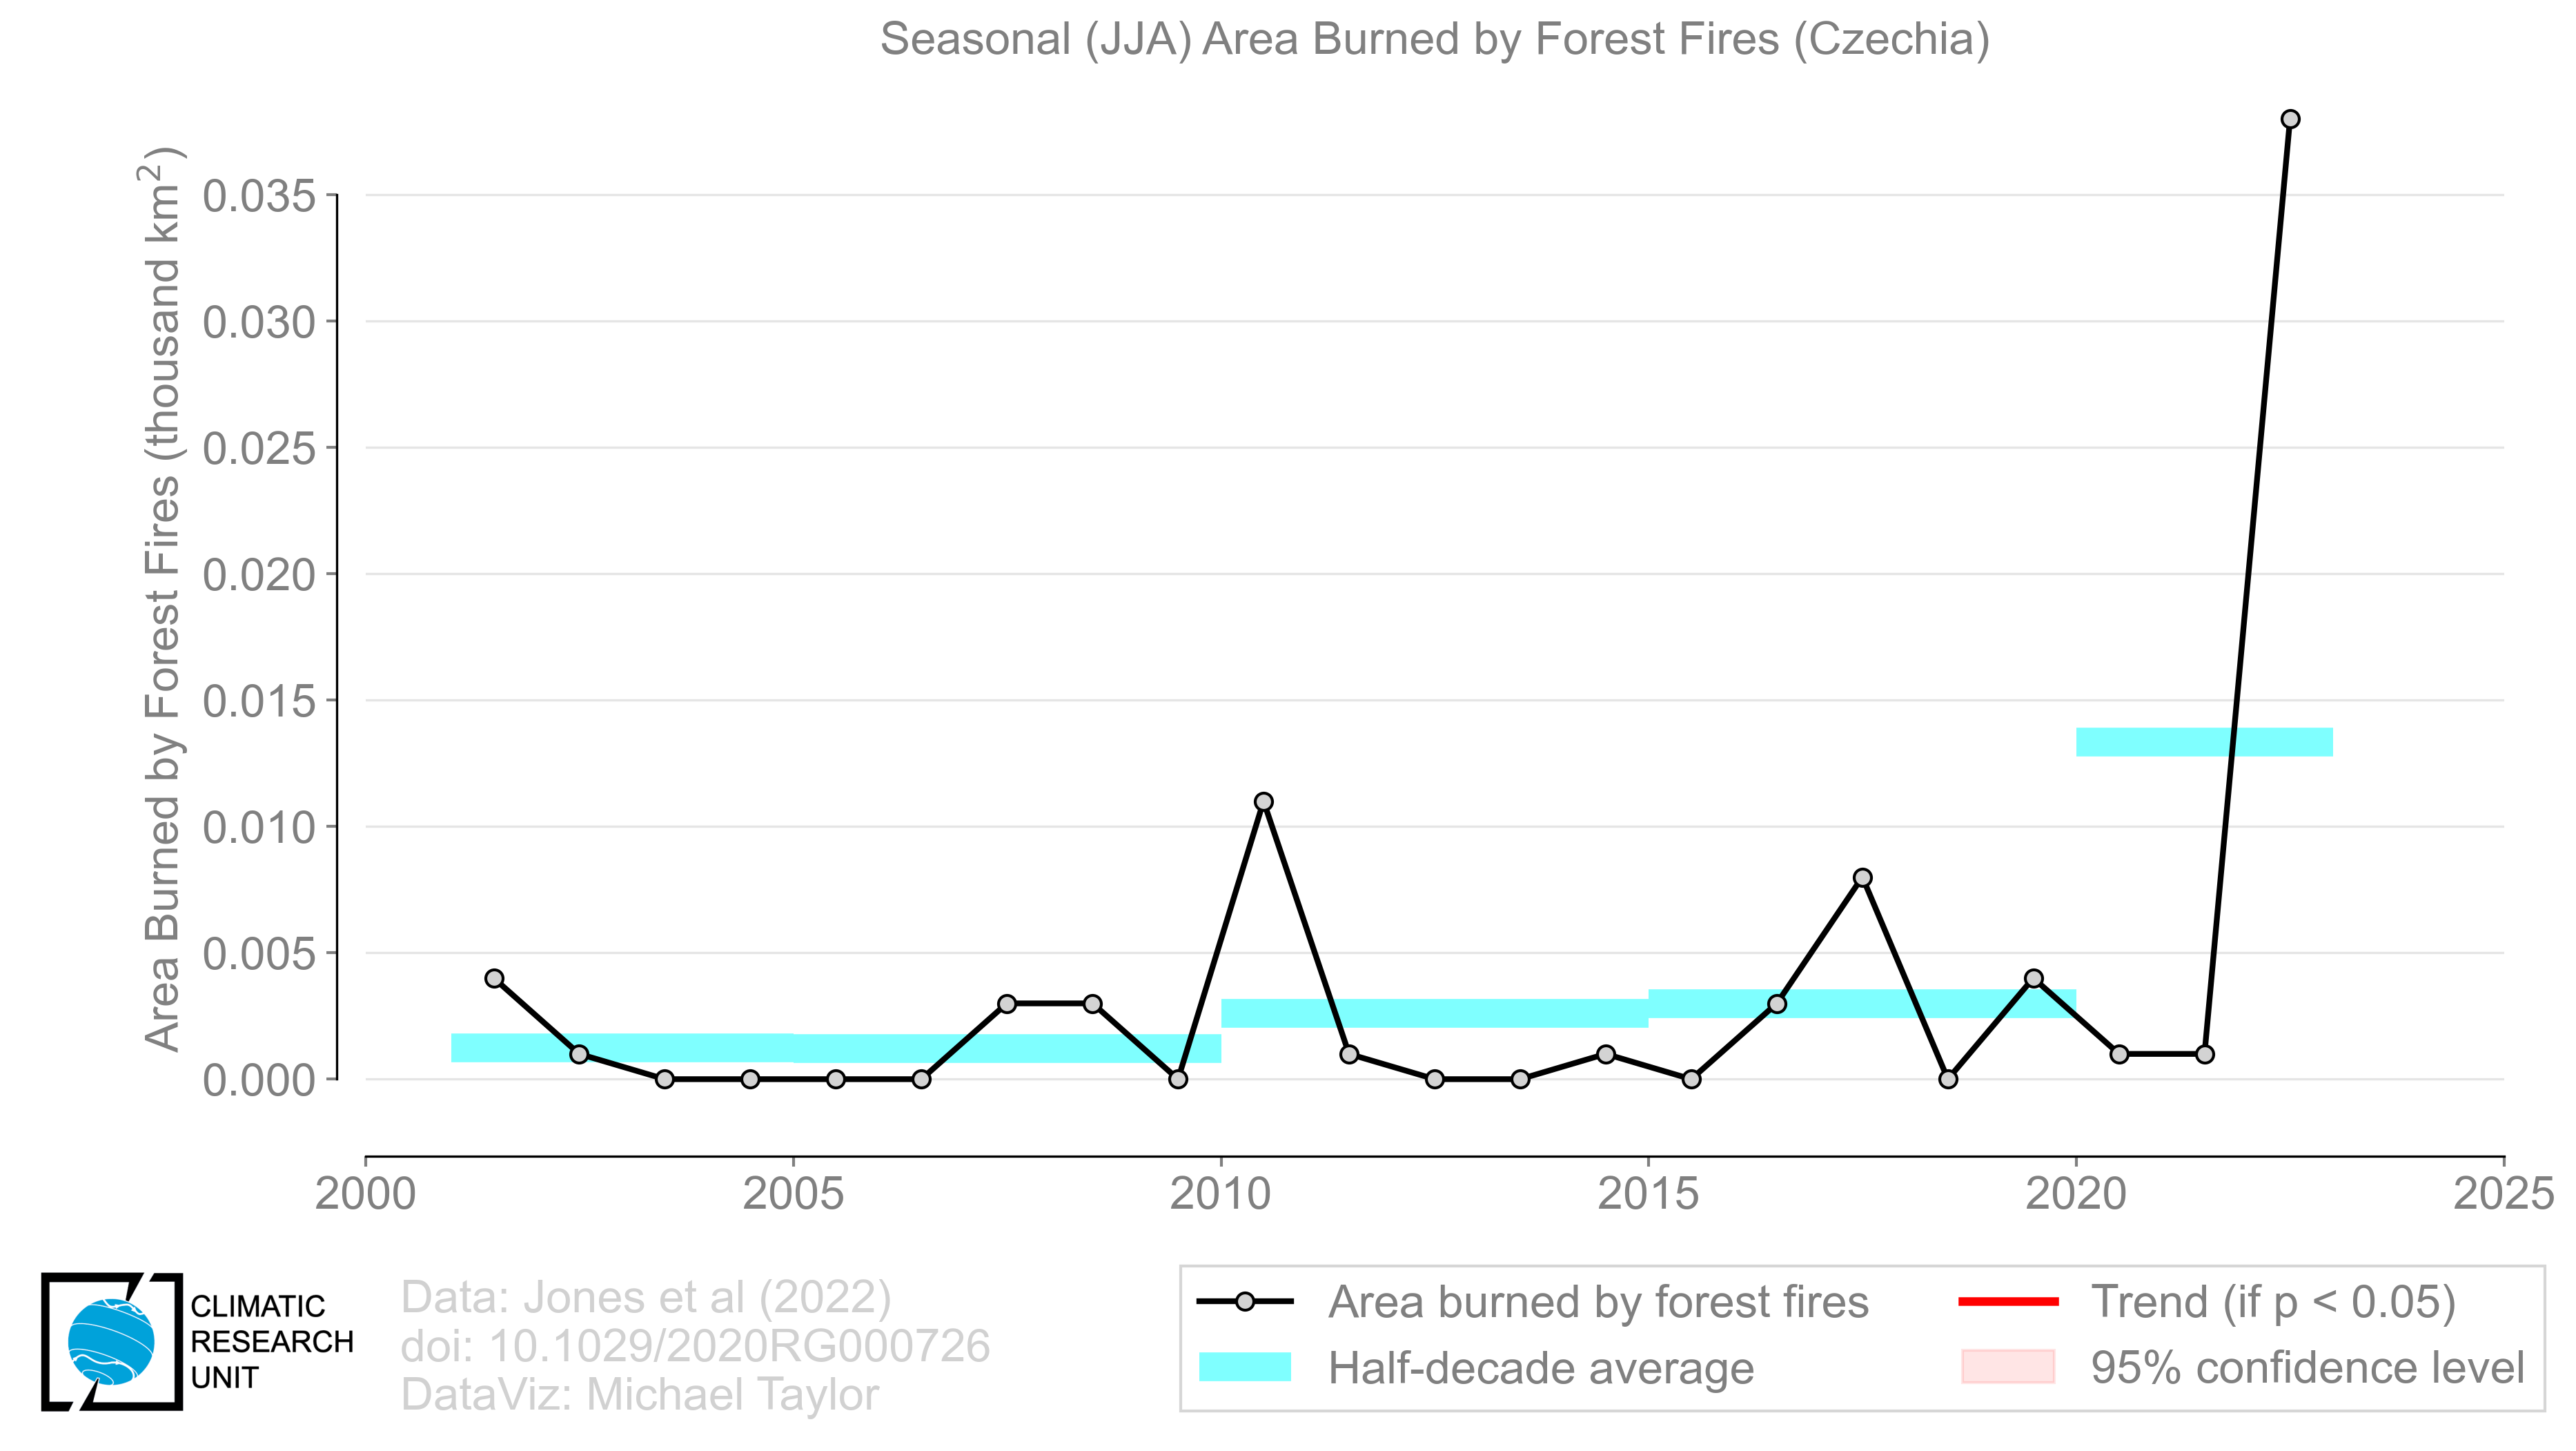 Seasonal (JJA) Area Burned by Forest Fires (Czechia)
Area Burned by Forest Fires (thousand km²)
0.035
0.030
0.025
0.020
0.015
0.010
0.005
0.000
2000
2005
2010
2015
2020
2025
CLIMATIC
RESEARCH
UNIT
Data: Jones et al (2022)
doi: 10.1029/2020RG000726
DataViz: Michael Taylor
Area burned by forest fires
Half-decade average
Trend (if p < 0.05)
95% confidence level